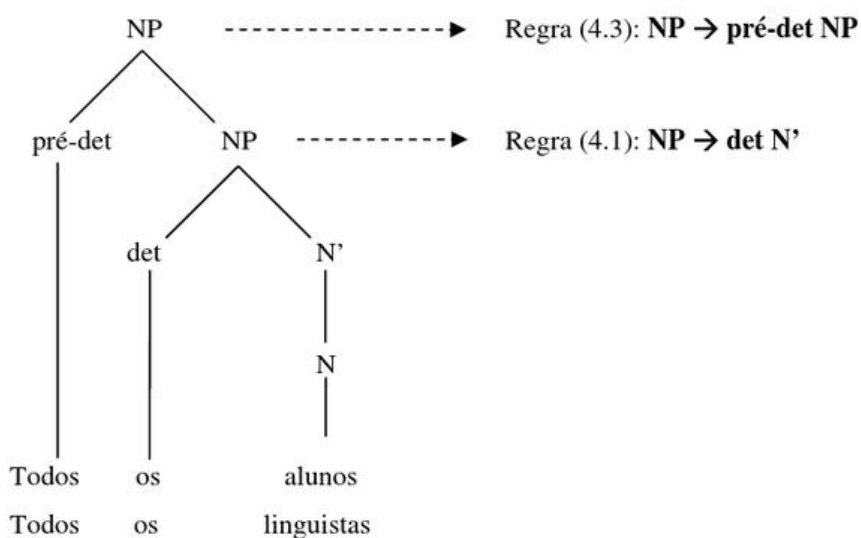 NP Regra (4.3): NP → pré-det NP
pré-det NP Regra (4.1): NP → det N’
det N’
N
Todos os alunos
Todos os linguistas